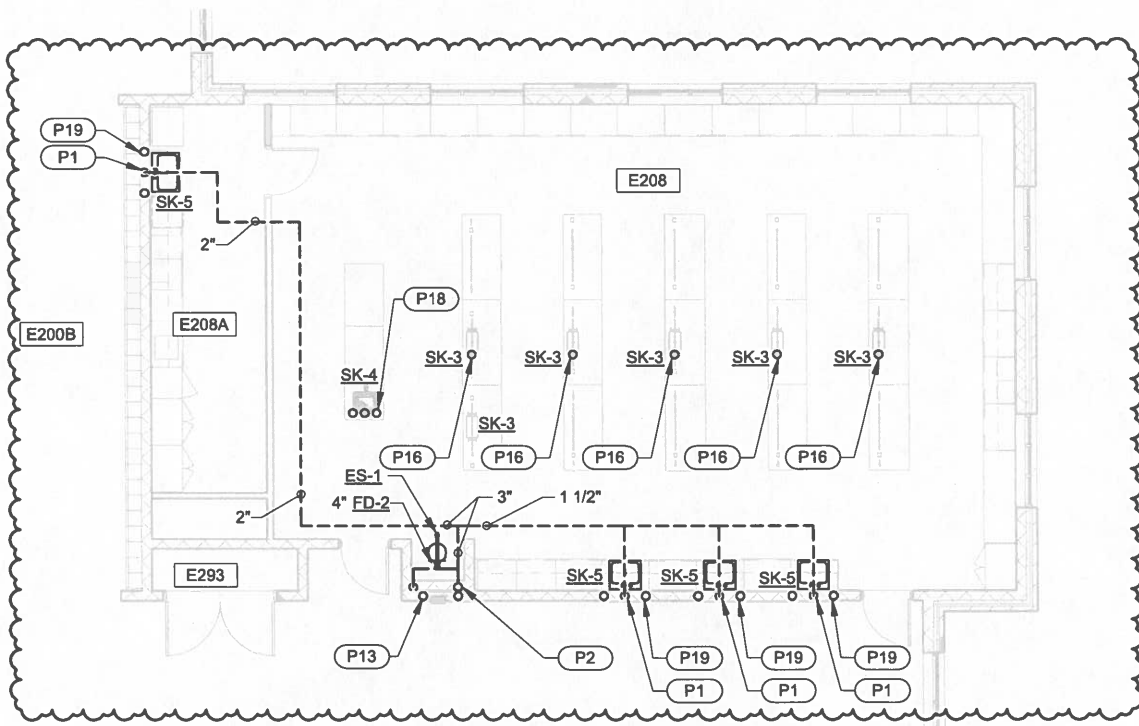 P19
P1
E208
SK-5
2"
P18
E200B
E208A
SK-3 SK-3 SK-3 SK-3 SK-3
SK-4
SK-3
P16 P16 P16 P16 P16
ES-1
4" FD-2
3"
1 1/2"
2"
E293
SK-5 SK-5 SK-5
P13
P2
P19 P19 P19
P1 P1 P1